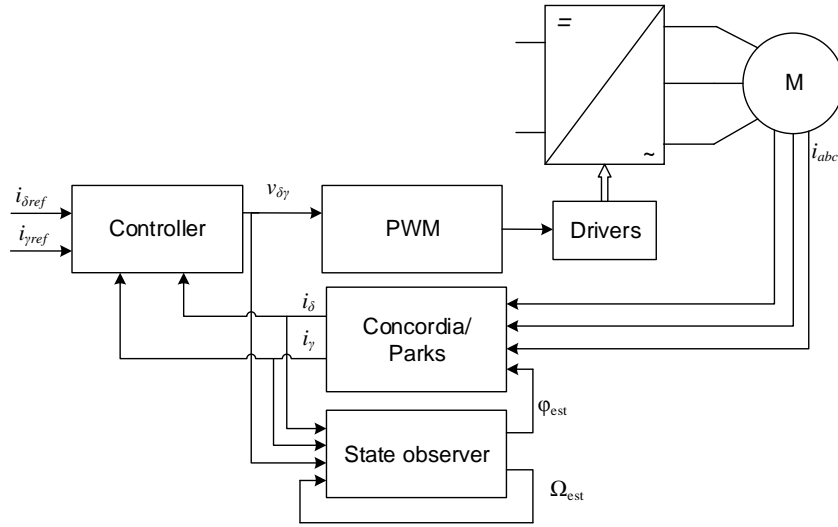 =
~
M
i_abc
i_δref
i_γref
Controller
v_δγ
PWM
Drivers
i_δ
i_γ
Concordia/
Parks
φ_est
State observer
Ω_est